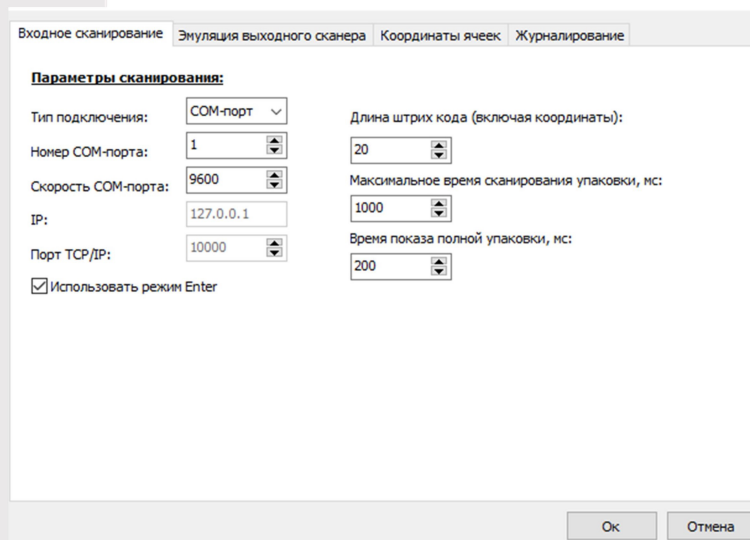 Входное сканирование Эмуляция выходного сканера Координаты ячеек Журналирование
Параметры сканирования:
Тип подключения: COM-порт
Номер COM-порта: 1
Скорость COM-порта: 9600
IP: 127.0.0.1
Порт TCP/IP: 10000
Использовать режим Enter
Длина штрих кода (включая координаты):
20
Максимальное время сканирования упаковки, мс:
1000
Время показа полной упаковки, мс:
200
Ок Отмена